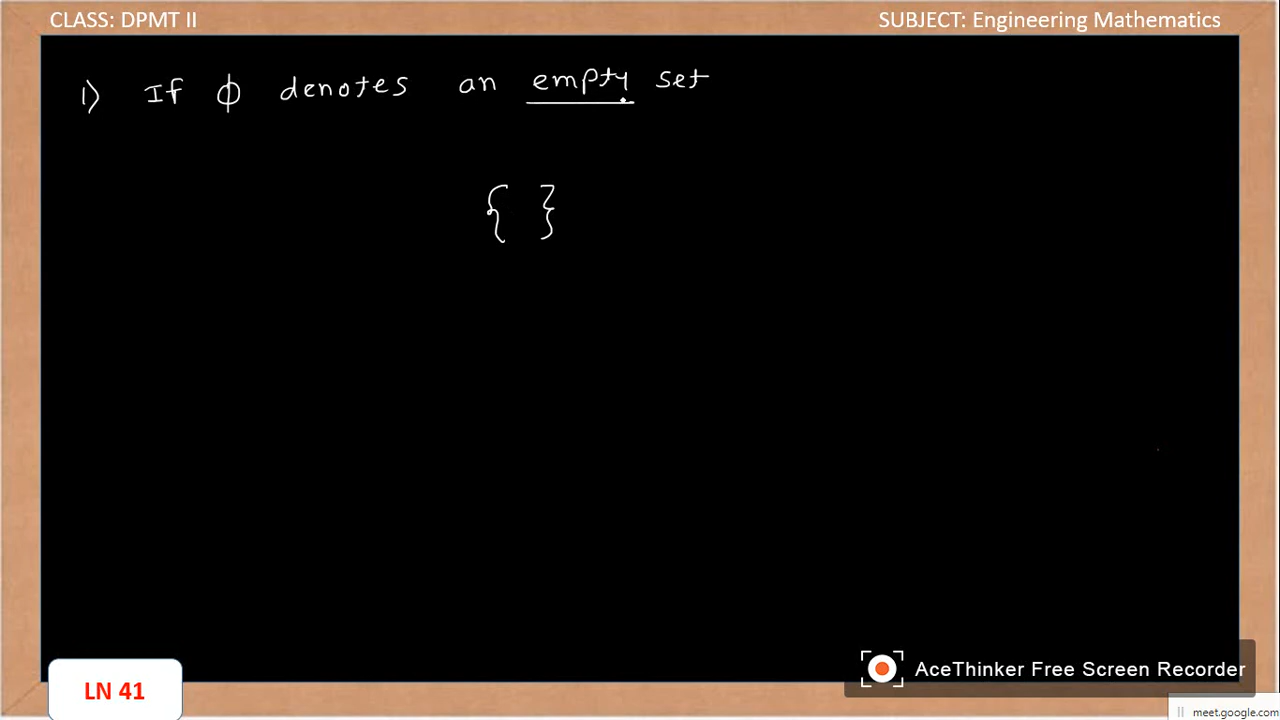 CLASS: DPMT II
SUBJECT: Engineering Mathematics
1) If ϕ denotes an empty set
{ }
AceThinker Free Screen Recorder
LN 41
meet.google.com